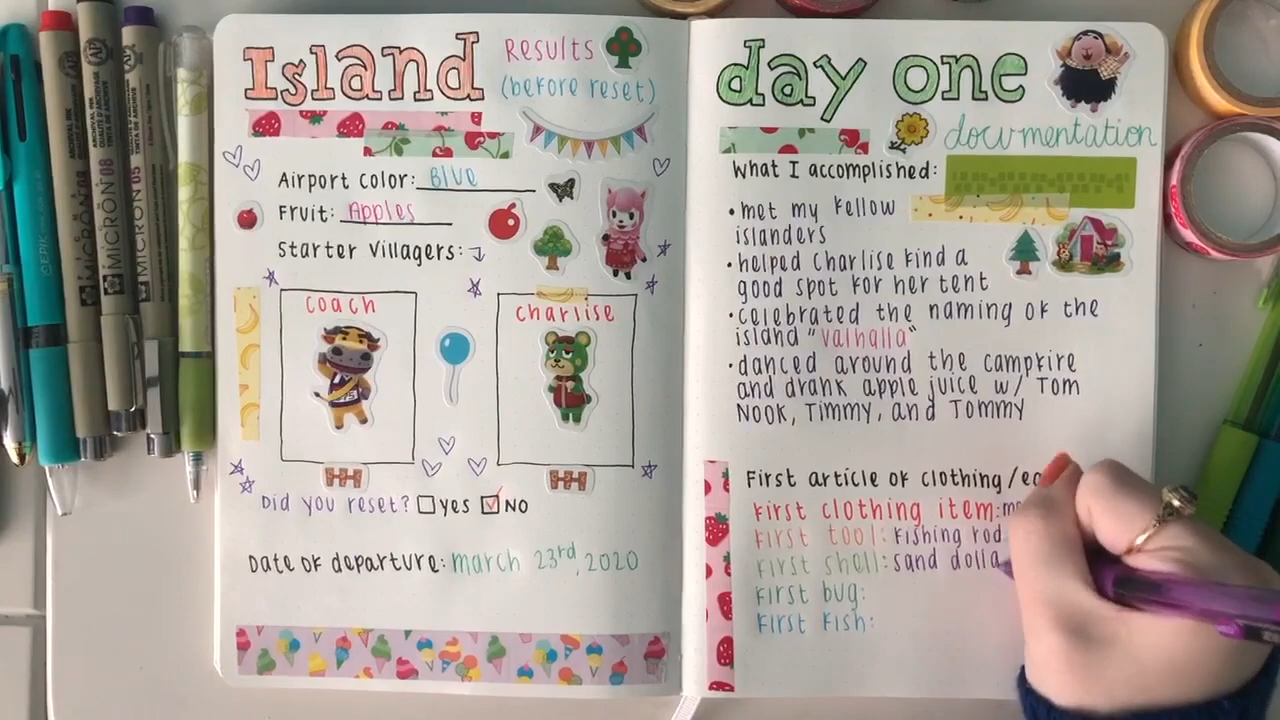 Island Results
(before reset)
Airport Color: Blue
Fruit: Apples
Starter Villagers:
coach
charlise
Did you reset? Yes No
Date of departure: march 23rd, 2020
day one
documentation
What I accomplished:
• met my fellow
islanders
• helped charlise find a
good spot for her tent
• celebrated the naming of the
island "valhalla"
• danced around the campfire
and drank apple juice w/ Tom
Nook, Timmy, and Tommy
First article of clothing/
first clothing item:
first tool: fishing rod
first shell: sand dolla
first bug:
first fish:
MICRON 08
MICRON 05